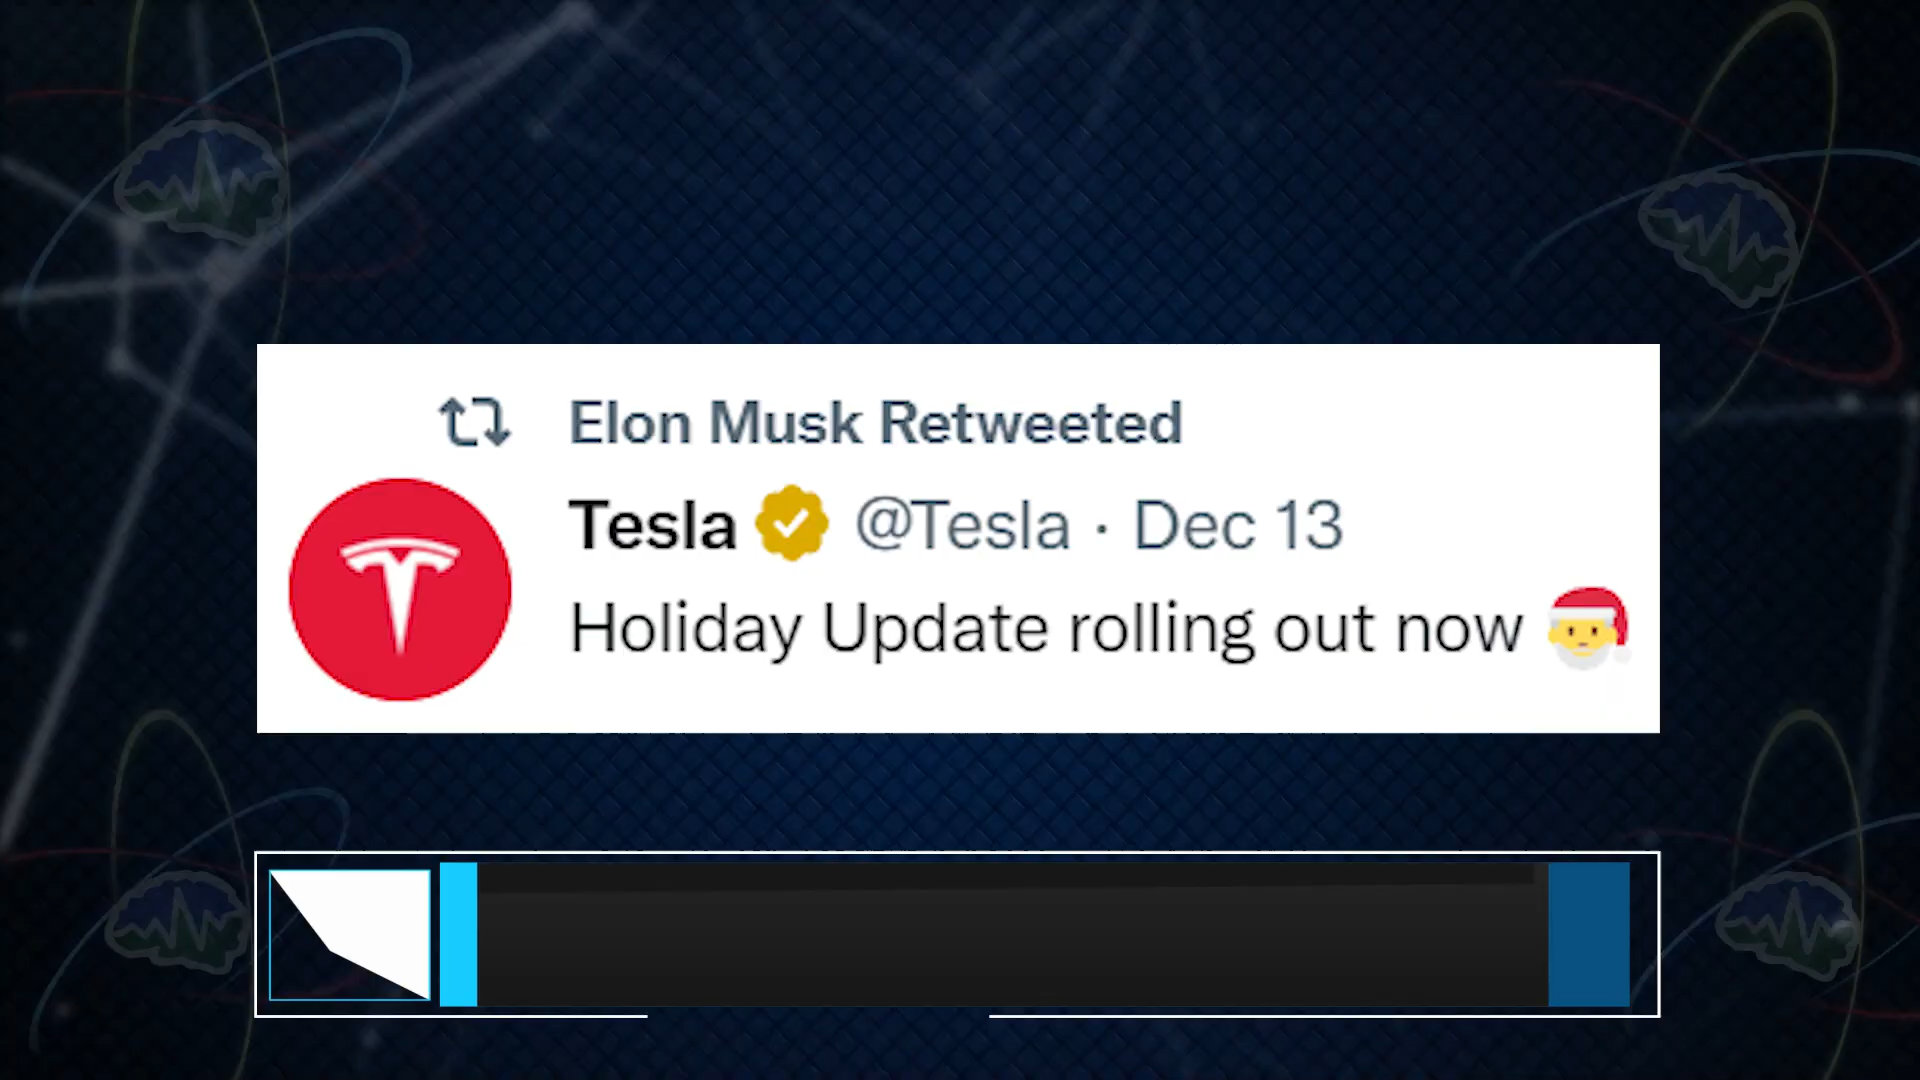 Elon Musk Retweeted
Tesla @Tesla · Dec 13
Holiday Update rolling out now 🎅